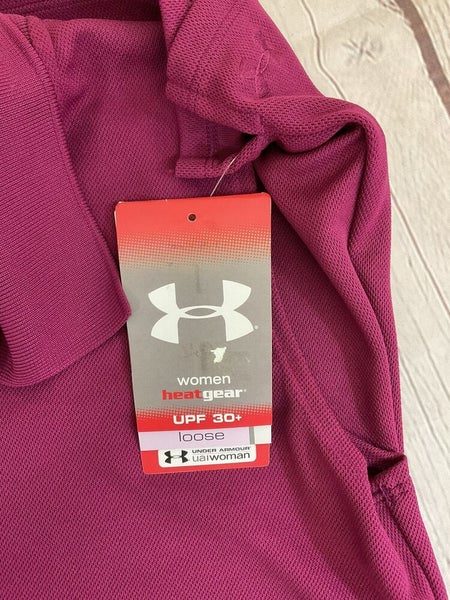 women
heatgear®
UPF 30+
loose
UNDER ARMOUR
ua|woman